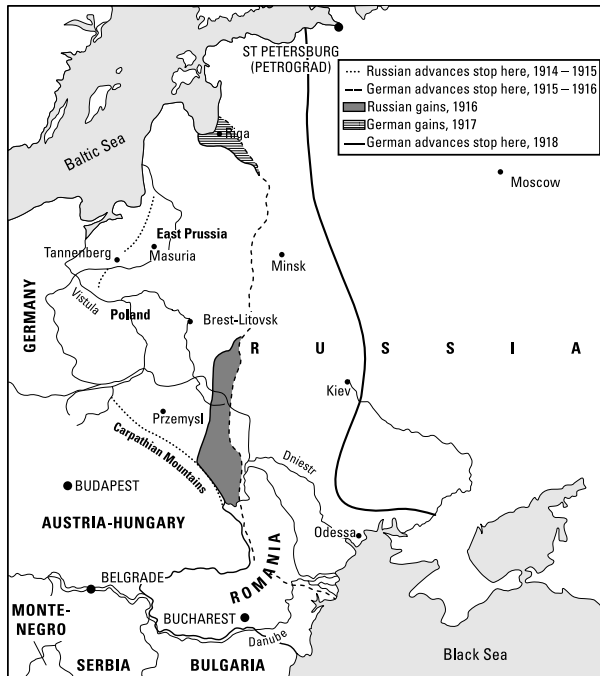 ST PETERSBURG
(PETROGRAD)
Russian advances stop here, 1914 – 1915
German advances stop here, 1915 – 1916
Russian gains, 1916
German gains, 1917
German advances stop here, 1918
Riga
Baltic Sea
Moscow
East Prussia
Tannenberg
Masuria
Minsk
GERMANY
Vistula
Poland
Brest-Litovsk
RUSSIA
Kiev
Przemysl
Carpathian Mountains
Dniestr
BUDAPEST
AUSTRIA-HUNGARY
Odessa
ROMANIA
BELGRADE
MONTE-
NEGRO
BUCHAREST
Danube
SERBIA
BULGARIA
Black Sea